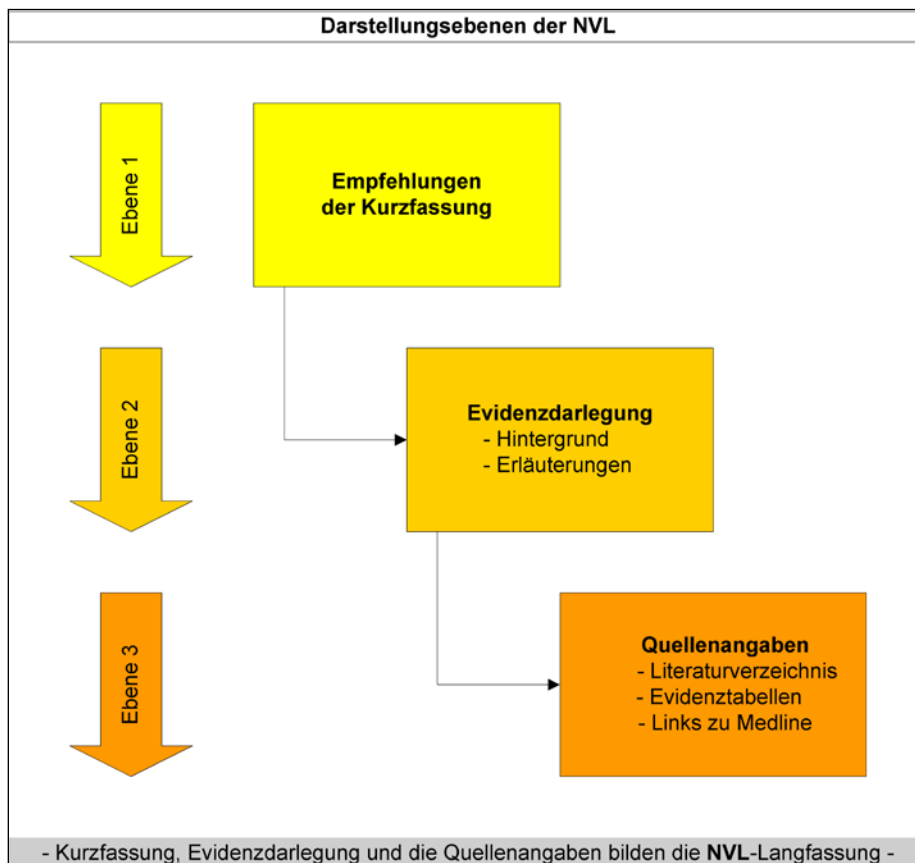 Darstellungsebenen der NVL
Ebene 1
Empfehlungen
der Kurzfassung
Ebene 2
Evidenzdarlegung
- Hintergrund
- Erläuterungen
Ebene 3
Quellenangaben
- Literaturverzeichnis
- Evidenztabellen
- Links zu Medline
- Kurzfassung, Evidenzdarlegung und die Quellenangaben bilden die NVL-Langfassung -